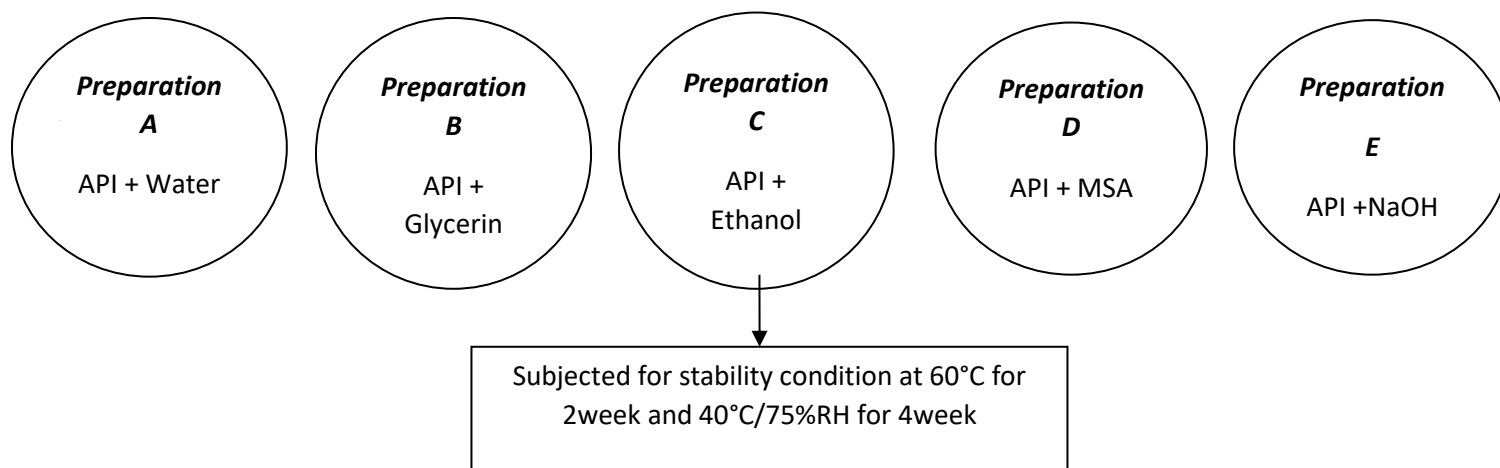 Preparation
A
API + Water
Preparation
B
API +
Glycerin
Preparation
C
API +
Ethanol
Preparation
D
API + MSA
Preparation
E
API +NaOH
Subjected for stability condition at 60°C for
2week and 40°C/75%RH for 4week